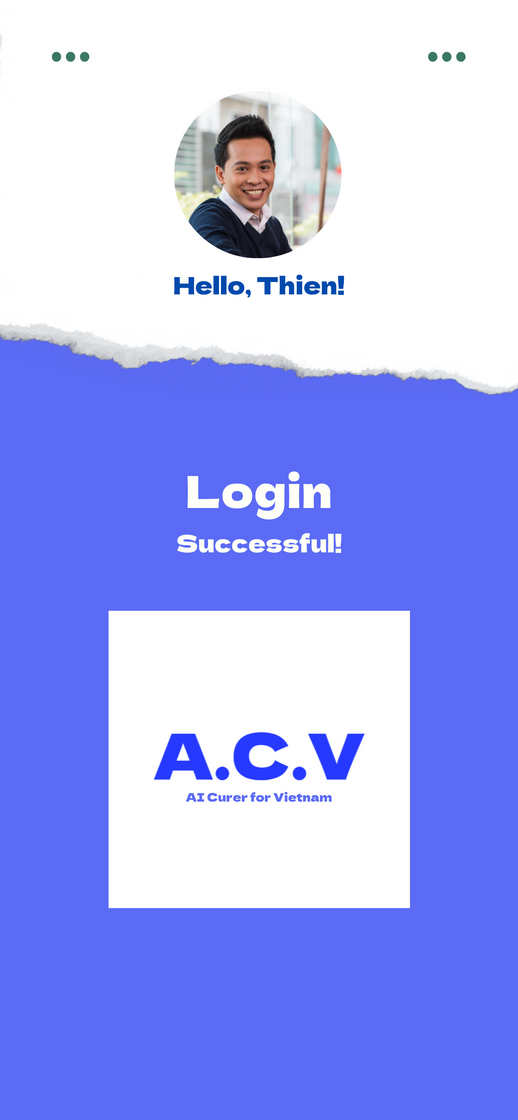 Hello, Thien!
Login
Successful!
A.C.V
AI Curer for Vietnam